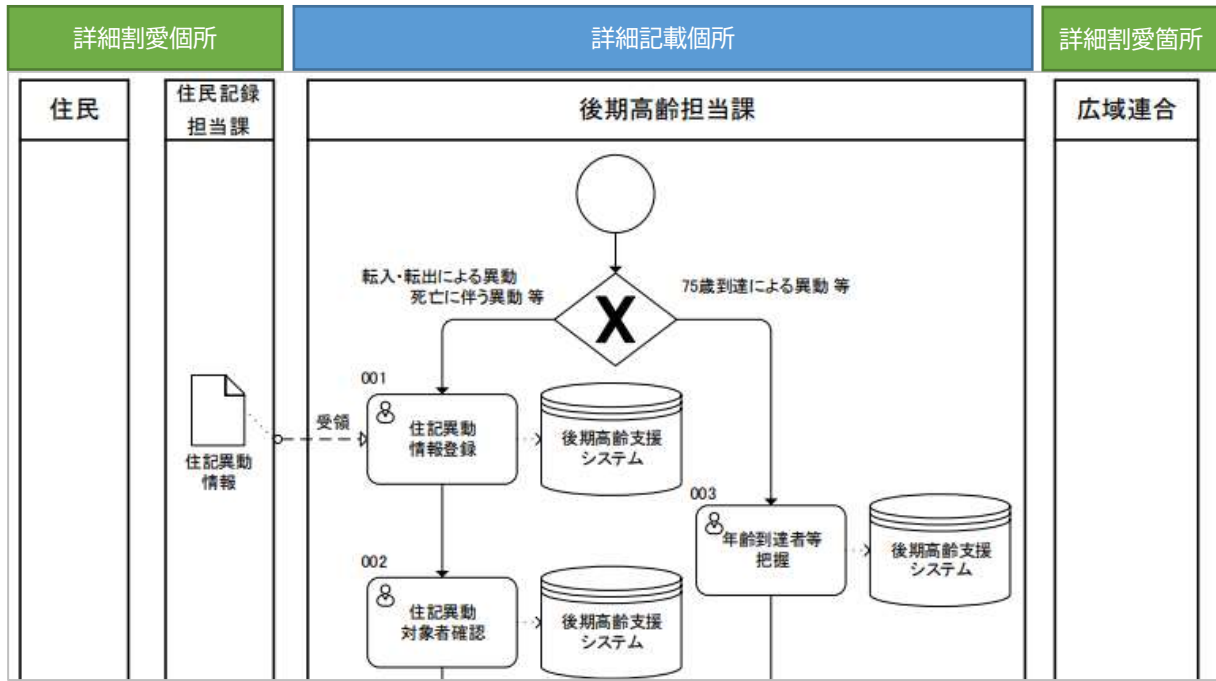 詳細割愛個所
詳細記載個所
詳細割愛箇所
住民
住民記録
担当課
後期高齢担当課
広域連合
転入・転出による異動
死亡に伴う異動 等
75歳到達による異動 等
X
001
住記異動
情報登録
後期高齢支援
システム
受領
住記異動
情報
003
年齢到達者等
把握
後期高齢支援
システム
002
住記異動
対象者確認
後期高齢支援
システム